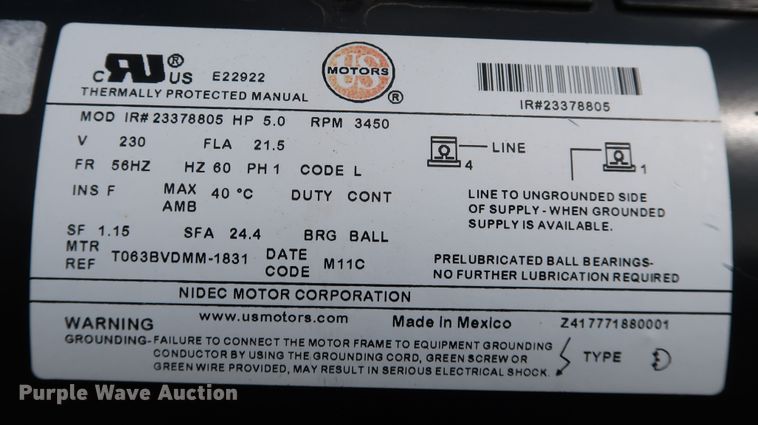 C RU ® US E22922
THERMALLY PROTECTED MANUAL
US
MOTORS
®
IR#23378805
MOD IR# 23378805 HP 5.0 RPM 3450
V 230 FLA 21.5
FR 56HZ HZ 60 PH 1 CODE L
INS F MAX AMB 40 °C DUTY CONT
SF 1.15 SFA 24.4 BRG BALL
MTR REF T063BVDMM-1831 DATE CODE M11C
4 LINE
1
LINE TO UNGROUNDED SIDE
OF SUPPLY - WHEN GROUNDED
SUPPLY IS AVAILABLE.
PRELUBRICATED BALL BEARINGS-
NO FURTHER LUBRICATION REQUIRED
NIDEC MOTOR CORPORATION
www.usmotors.com Made in Mexico Z417771880001
WARNING
GROUNDING-FAILURE TO CONNECT THE MOTOR FRAME TO EQUIPMENT GROUNDING
CONDUCTOR BY USING THE GROUNDING CORD, GREEN SCREW OR
GREEN WIRE PROVIDED, MAY RESULT IN SERIOUS ELECTRICAL SHOCK.
TYPE
Purple Wave Auction